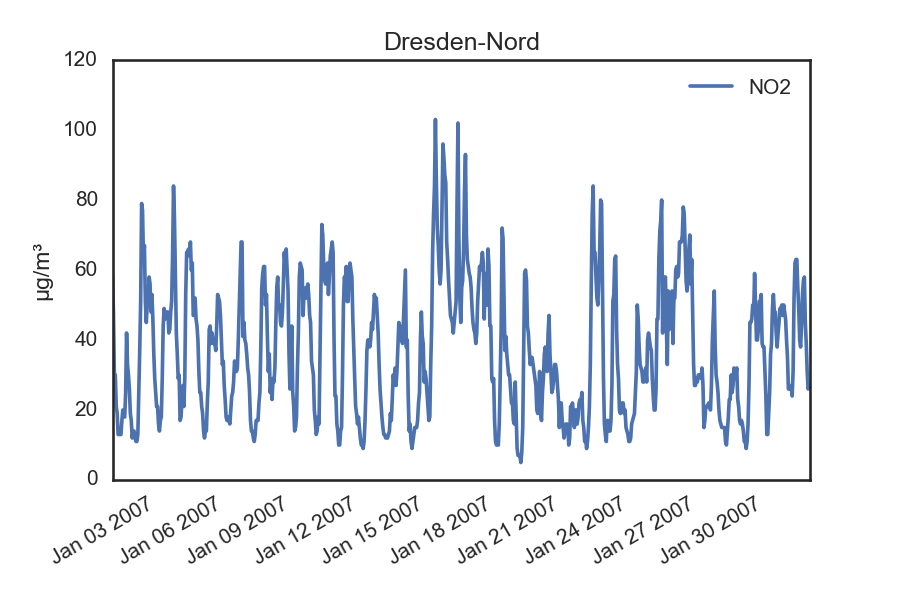 Dresden-Nord
120
100
80
60
40
20
0
µg/m³
NO2
Jan 03 2007
Jan 06 2007
Jan 09 2007
Jan 12 2007
Jan 15 2007
Jan 18 2007
Jan 21 2007
Jan 24 2007
Jan 27 2007
Jan 30 2007